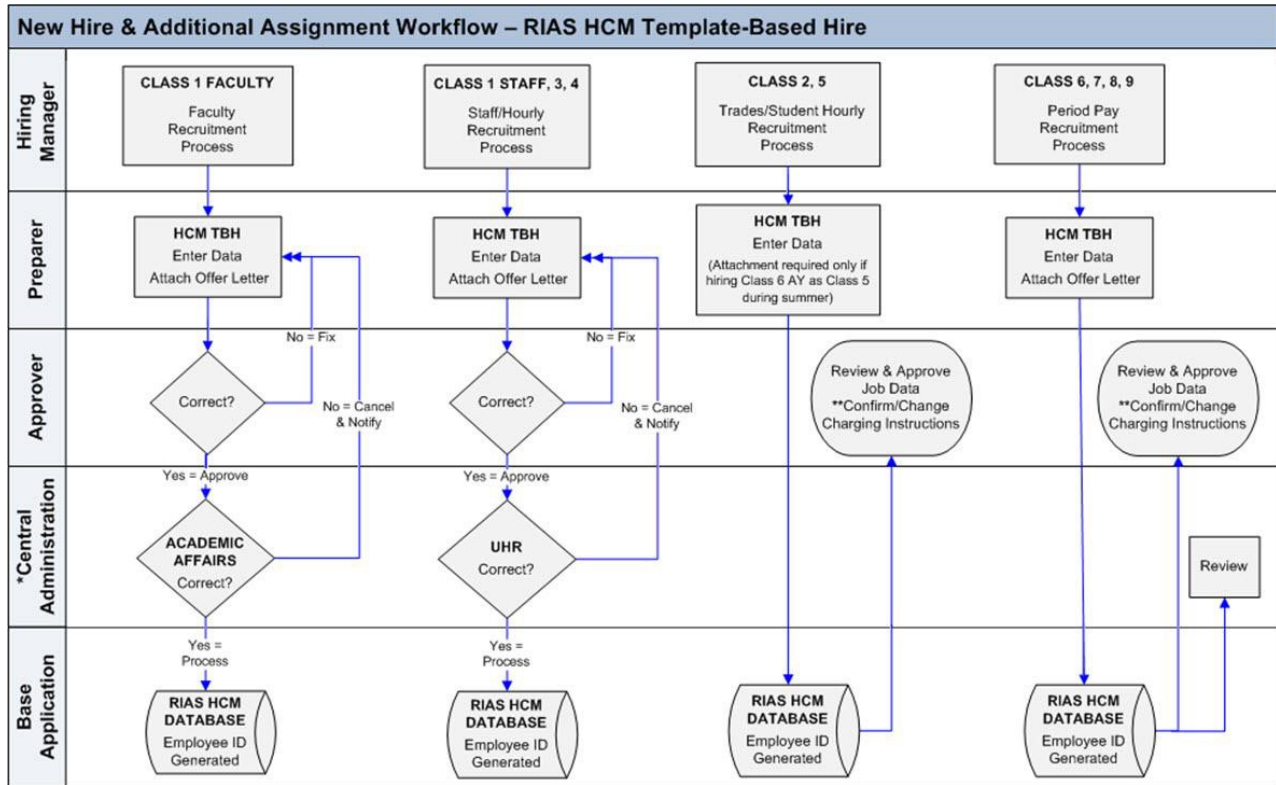 New Hire & Additional Assignment Workflow – RIAS HCM Template-Based Hire
Hiring
Manager
CLASS 1 FACULTY
Faculty
Recruitment
Process
CLASS 1 STAFF, 3, 4
Staff/Hourly
Recruitment
Process
CLASS 2, 5
Trades/Student Hourly
Recruitment
Process
CLASS 6, 7, 8, 9
Period Pay
Recruitment
Process
Preparer
HCM TBH
Enter Data
Attach Offer Letter
No = Fix
HCM TBH
Enter Data
Attach Offer Letter
No = Fix
HCM TBH
Enter Data
(Attachment required only if
hiring Class 6 AY as Class 5
during summer)
HCM TBH
Enter Data
Attach Offer Letter
Approver
Correct?
No = Cancel
& Notify
Yes = Approve
Correct?
No = Cancel
& Notify
Yes = Approve
Review & Approve
Job Data
**Confirm/Change
Charging Instructions
Review & Approve
Job Data
**Confirm/Change
Charging Instructions
*Central
Administration
ACADEMIC
AFFAIRS
Correct?
UHR
Correct?
Review
Base
Application
Yes =
Process
RIAS HCM
DATABASE
Employee ID
Generated
Yes =
Process
RIAS HCM
DATABASE
Employee ID
Generated
RIAS HCM
DATABASE
Employee ID
Generated
RIAS HCM
DATABASE
Employee ID
Generated